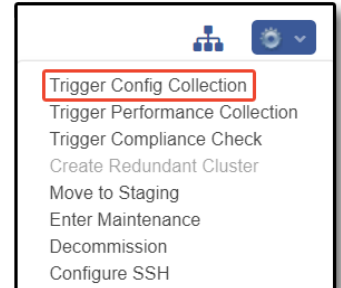 Trigger Config Collection
Trigger Performance Collection
Trigger Compliance Check
Create Redundant Cluster
Move to Staging
Enter Maintenance
Decommission
Configure SSH